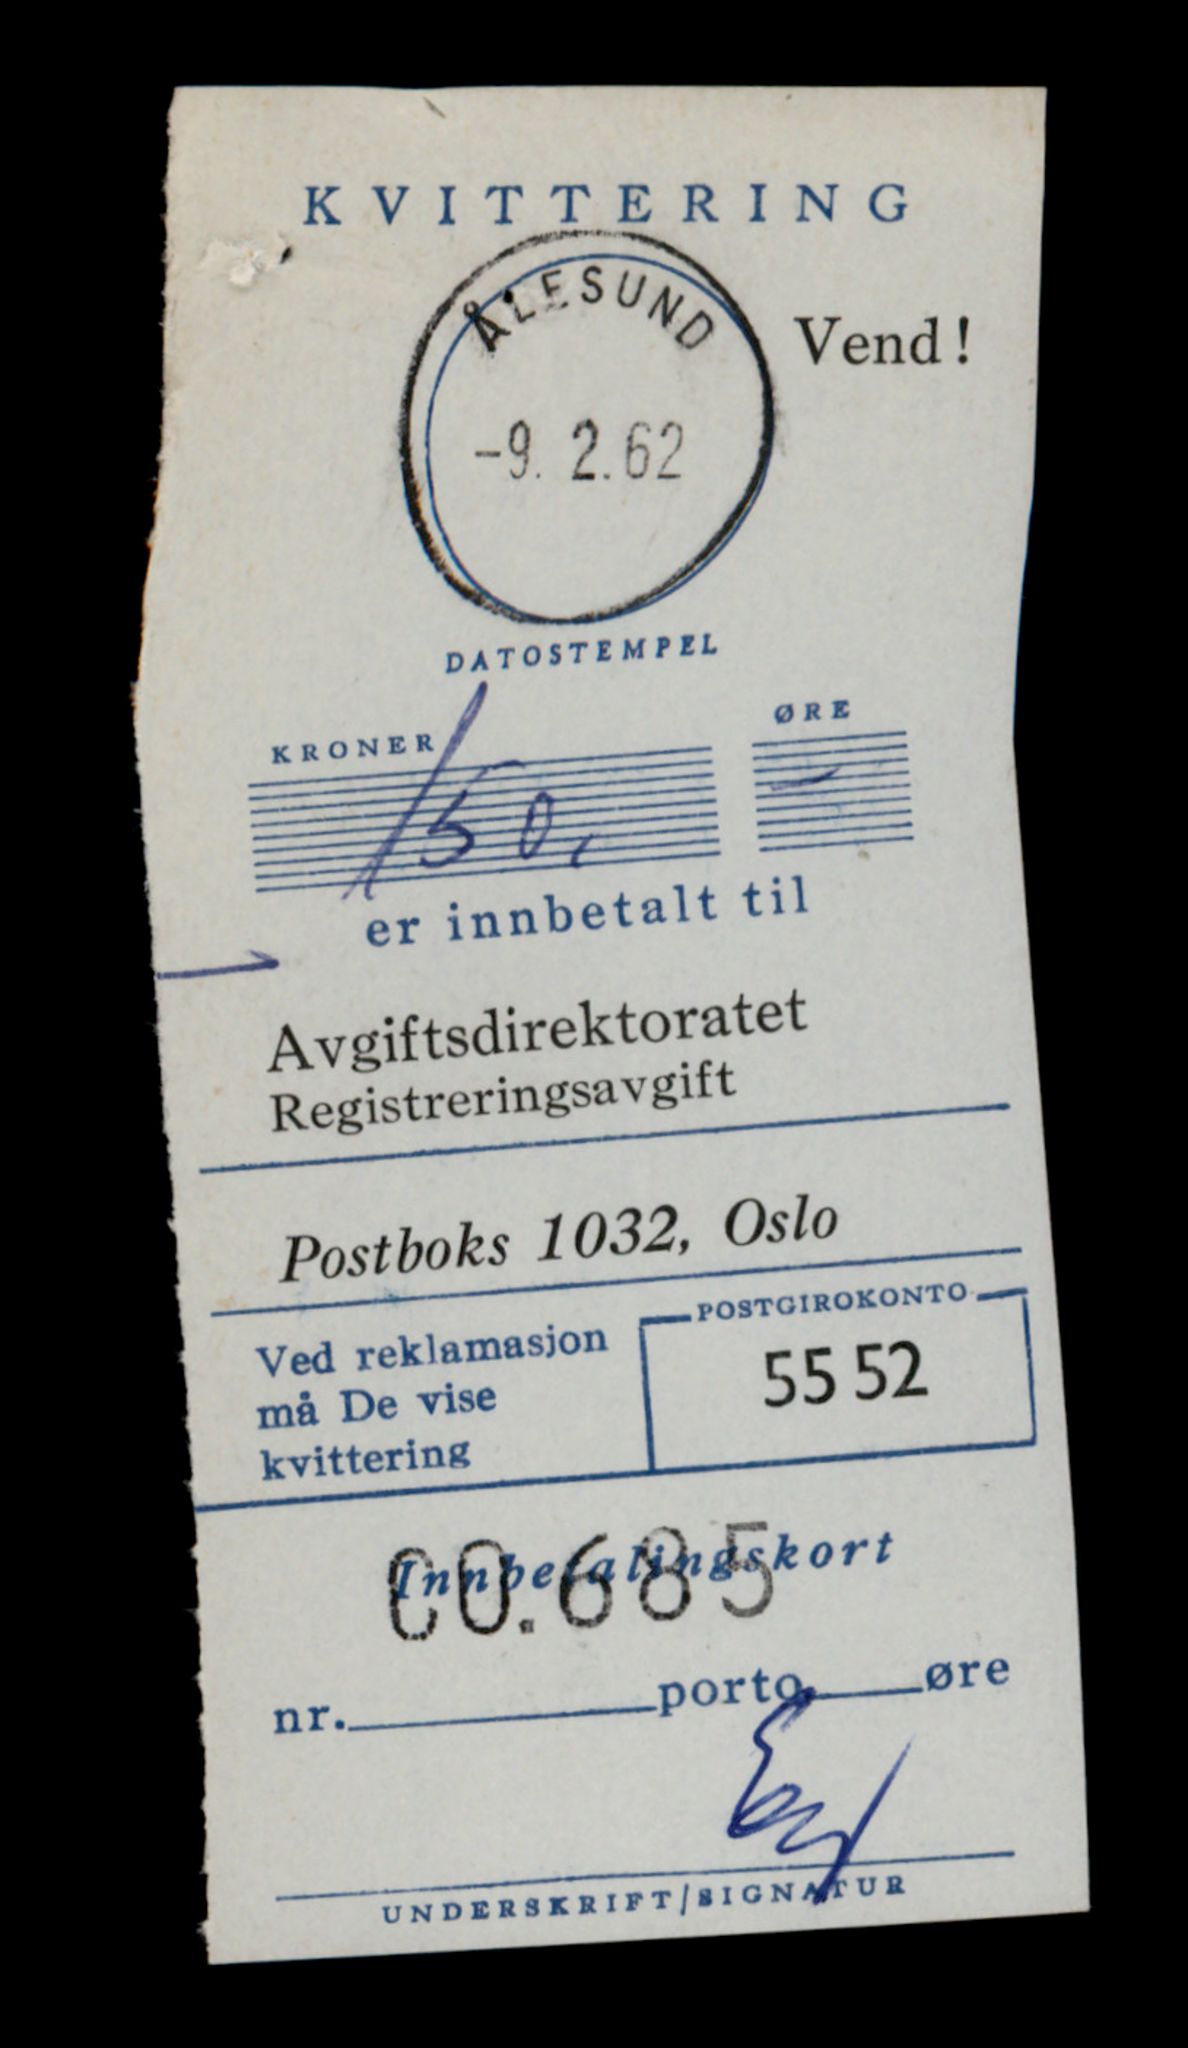 KVITTERING
ÅLESUND
Vend!
-9. 2.62
DATOSTEMPEL
KRONER
ØRE
150,
-
er innbetalt til
Avgiftsdirektoratet
Registreringsavgift
Postboks 1032, Oslo
Ved reklamasjon
må De vise
kvittering
POSTGIROKONTO
55 52
Innbetalingskort
00.685
nr. porto øre
UNDERSKRIFT/SIGNATUR